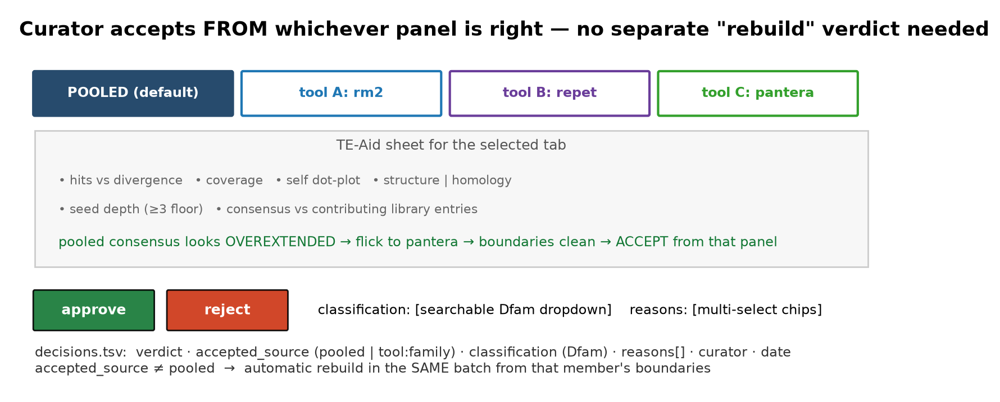 Curator accepts FROM whichever panel is right — no separate "rebuild" verdict needed
POOLED (default)
tool A: rm2
tool B: repet
tool C: pantera
TE-Aid sheet for the selected tab
• hits vs divergence • coverage • self dot-plot • structure | homology
• seed depth (≥3 floor) • consensus vs contributing library entries
pooled consensus looks OVEREXTENDED → flick to pantera → boundaries clean → ACCEPT from that panel
approve
reject
classification: [searchable Dfam dropdown] reasons: [multi-select chips]
decisions.tsv: verdict · accepted_source (pooled | tool:family) · classification (Dfam) · reasons[] · curator · date
accepted_source ≠ pooled → automatic rebuild in the SAME batch from that member's boundaries